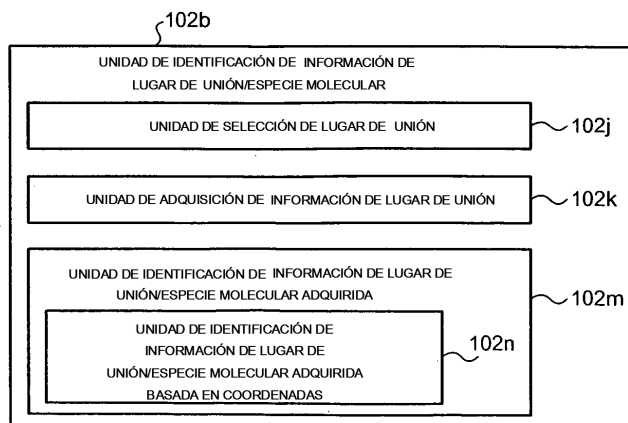 102b
UNIDAD DE IDENTIFICACIÓN DE INFORMACIÓN DE
LUGAR DE UNIÓN/ESPECIE MOLECULAR
UNIDAD DE SELECCIÓN DE LUGAR DE UNIÓN
102j
UNIDAD DE ADQUISICIÓN DE INFORMACIÓN DE LUGAR DE UNIÓN
102k
UNIDAD DE IDENTIFICACIÓN DE INFORMACIÓN DE LUGAR DE
UNIÓN/ESPECIE MOLECULAR ADQUIRIDA
102m
UNIDAD DE IDENTIFICACIÓN DE
INFORMACIÓN DE LUGAR DE
UNIÓN/ESPECIE MOLECULAR ADQUIRIDA
BASADA EN COORDENADAS
102n